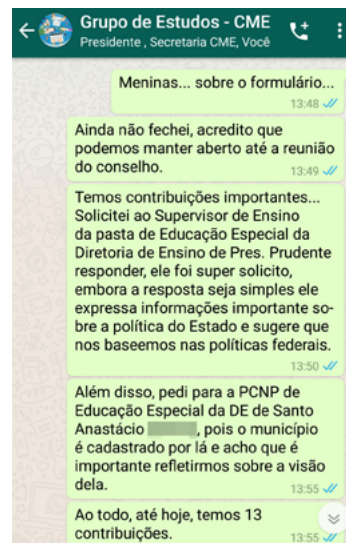 Grupo de Estudos - CME
Presidente , Secretaria CME, Você
Meninas... sobre o formulário...
13:48
Ainda não fechei, acredito que
podemos manter aberto até a reunião
do conselho.
13:49
Temos contribuições importantes...
Solicitei ao Supervisor de Ensino
da pasta de Educação Especial da
Diretoria de Ensino de Pres. Prudente
responder, ele foi super solicito,
embora a resposta seja simples ele
expressa informações importante so-
bre a política do Estado e sugere que
nos baseemos nas políticas federais.
13:50
Além disso, pedi para a PCNP de
Educação Especial da DE de Santo
Anastácio , pois o município
é cadastrado por lá e acho que é
importante refletirmos sobre a visão
dela.
13:55
Ao todo, até hoje, temos 13
contribuições.
13:55